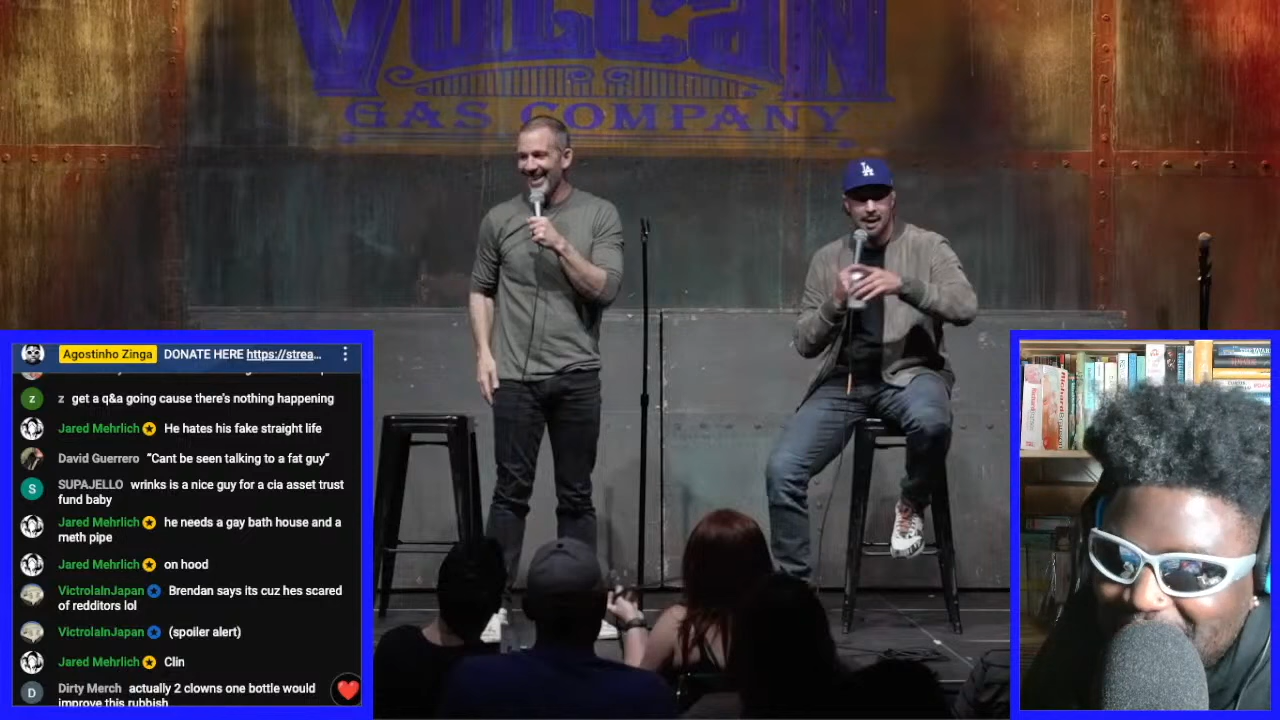 VULCAN
GAS COMPANY
LA
Agostinho Zinga DONATE HERE https://strea...
z get a q&a going cause there's nothing happening
Jared Mehrlich He hates his fake straight life
David Guerrero “Cant be seen talking to a fat guy”
SUPAJELLO wrinks is a nice guy for a cia asset trust
fund baby
Jared Mehrlich he needs a gay bath house and a
meth pipe
Jared Mehrlich on hood
VictrolaInJapan Brendan says its cuz hes scared
of redditors lol
VictrolaInJapan (spoiler alert)
Jared Mehrlich Clin
D Dirty Merch actually 2 clowns one bottle would
improve this rubbish